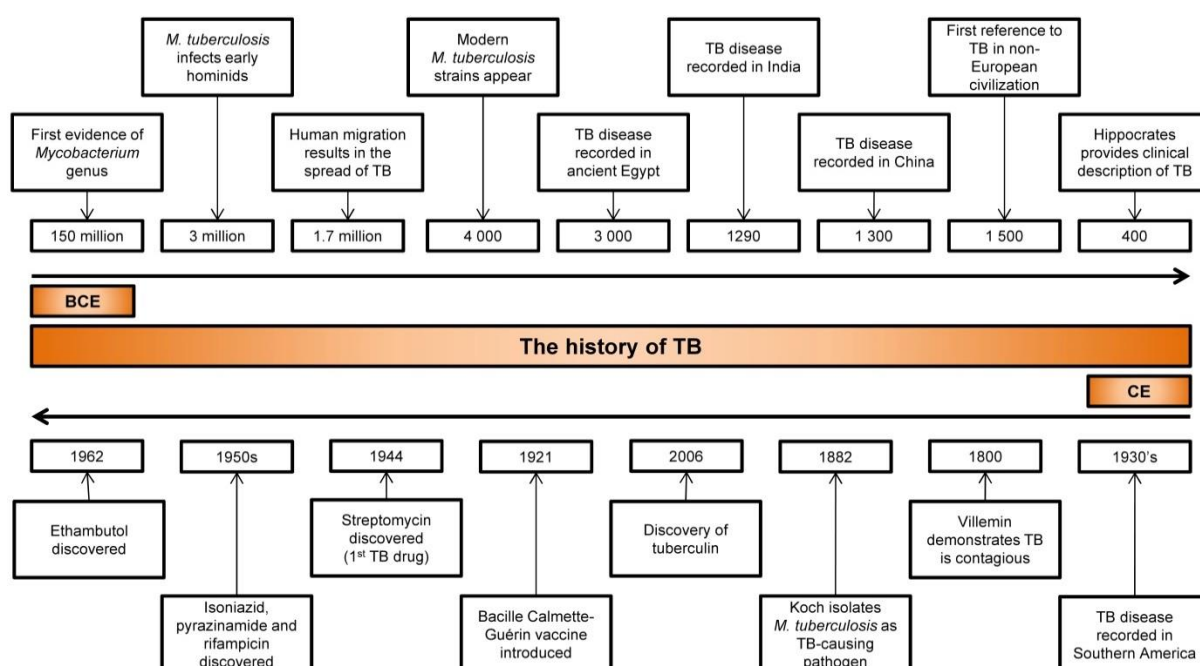 First evidence of
Mycobacterium
genus
M. tuberculosis
infects early
hominids
Human migration
results in the
spread of TB
Modern
M. tuberculosis
strains appear
TB disease
recorded in
ancient Egypt
TB disease
recorded in India
TB disease
recorded in China
First reference to
TB in non-
European
civilization
Hippocrates
provides clinical
description of TB
150 million
3 million
1.7 million
4 000
3 000
1290
1 300
1 500
400
BCE
The history of TB
CE
1962
1950s
1944
1921
2006
1882
1800
1930's
Ethambutol
discovered
Isoniazid,
pyrazinamide and
rifampicin
discovered
Streptomycin
discovered
(1st TB drug)
Bacille Calmette-
Guérin vaccine
introduced
Discovery of
tuberculin
Koch isolates
M. tuberculosis as
TB-causing
pathogen
Villemin
demonstrates TB
is contagious
TB disease
recorded in
Southern America